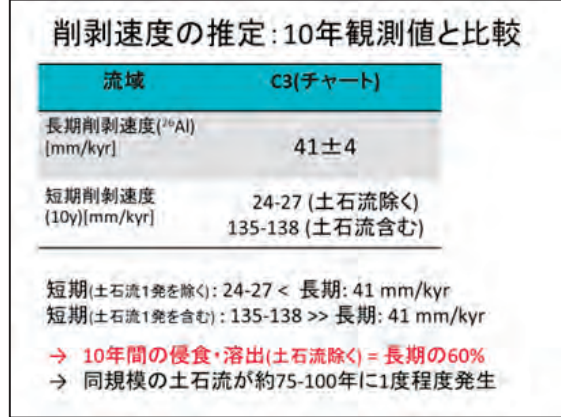 削剥速度の推定:10年観測値と比較
流域 C3(チャート)
長期削剥速度(²⁶Al)
[mm/kyr]
41±4
短期削剥速度
(10y)[mm/kyr]
24-27 (土石流除く)
135-138 (土石流含む)
短期(土石流1発を除く): 24-27 < 長期: 41 mm/kyr
短期(土石流1発を含む) : 135-138 >> 長期: 41 mm/kyr
→ 10年間の侵食・溶出(土石流除く) = 長期の60%
→ 同規模の土石流が約75-100年に1度程度発生